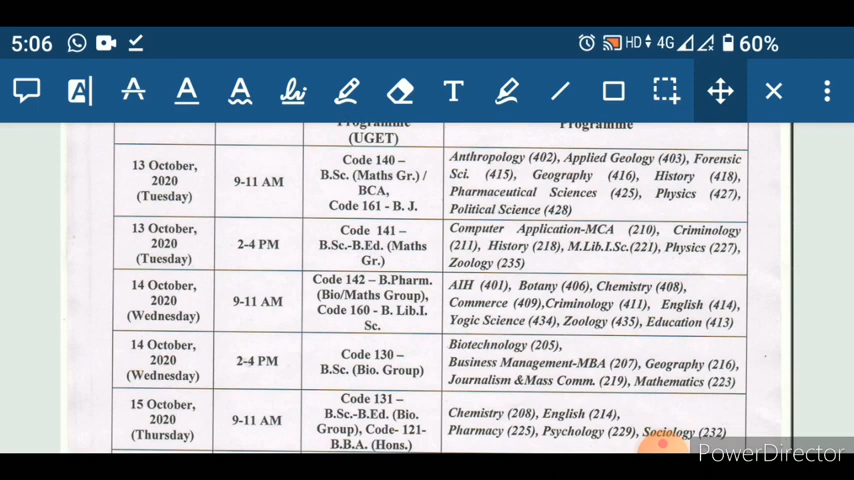 5:06
HD 4G 60%
A A A A T
Programme
(UGET)
Programme
13 October,
2020
(Tuesday)
9-11 AM
Code 140 –
B.Sc. (Maths Gr.) /
BCA,
Code 161 - B. J.
Anthropology (402), Applied Geology (403), Forensic
Sci. (415), Geography (416), History (418),
Pharmaceutical Sciences (425), Physics (427),
Political Science (428)
13 October,
2020
(Tuesday)
2-4 PM
Code 141 –
B.Sc.-B.Ed. (Maths
Gr.)
Computer Application-MCA (210), Criminology
(211), History (218), M.Lib.I.Sc.(221), Physics (227),
Zoology (235)
14 October,
2020
(Wednesday)
9-11 AM
Code 142 – B.Pharm.
(Bio/Maths Group),
Code 160 - B. Lib.I.
Sc.
AIH (401), Botany (406), Chemistry (408),
Commerce (409),Criminology (411), English (414),
Yogic Science (434), Zoology (435), Education (413)
14 October,
2020
(Wednesday)
2-4 PM
Code 130 –
B.Sc. (Bio. Group)
Biotechnology (205),
Business Management-MBA (207), Geography (216),
Journalism &Mass Comm. (219), Mathematics (223)
15 October,
2020
(Thursday)
9-11 AM
Code 131 –
B.Sc.-B.Ed. (Bio.
Group), Code- 121-
B.B.A. (Hons.)
Chemistry (208), English (214),
Pharmacy (225), Psychology (229), Sociology (232)
PowerDirector